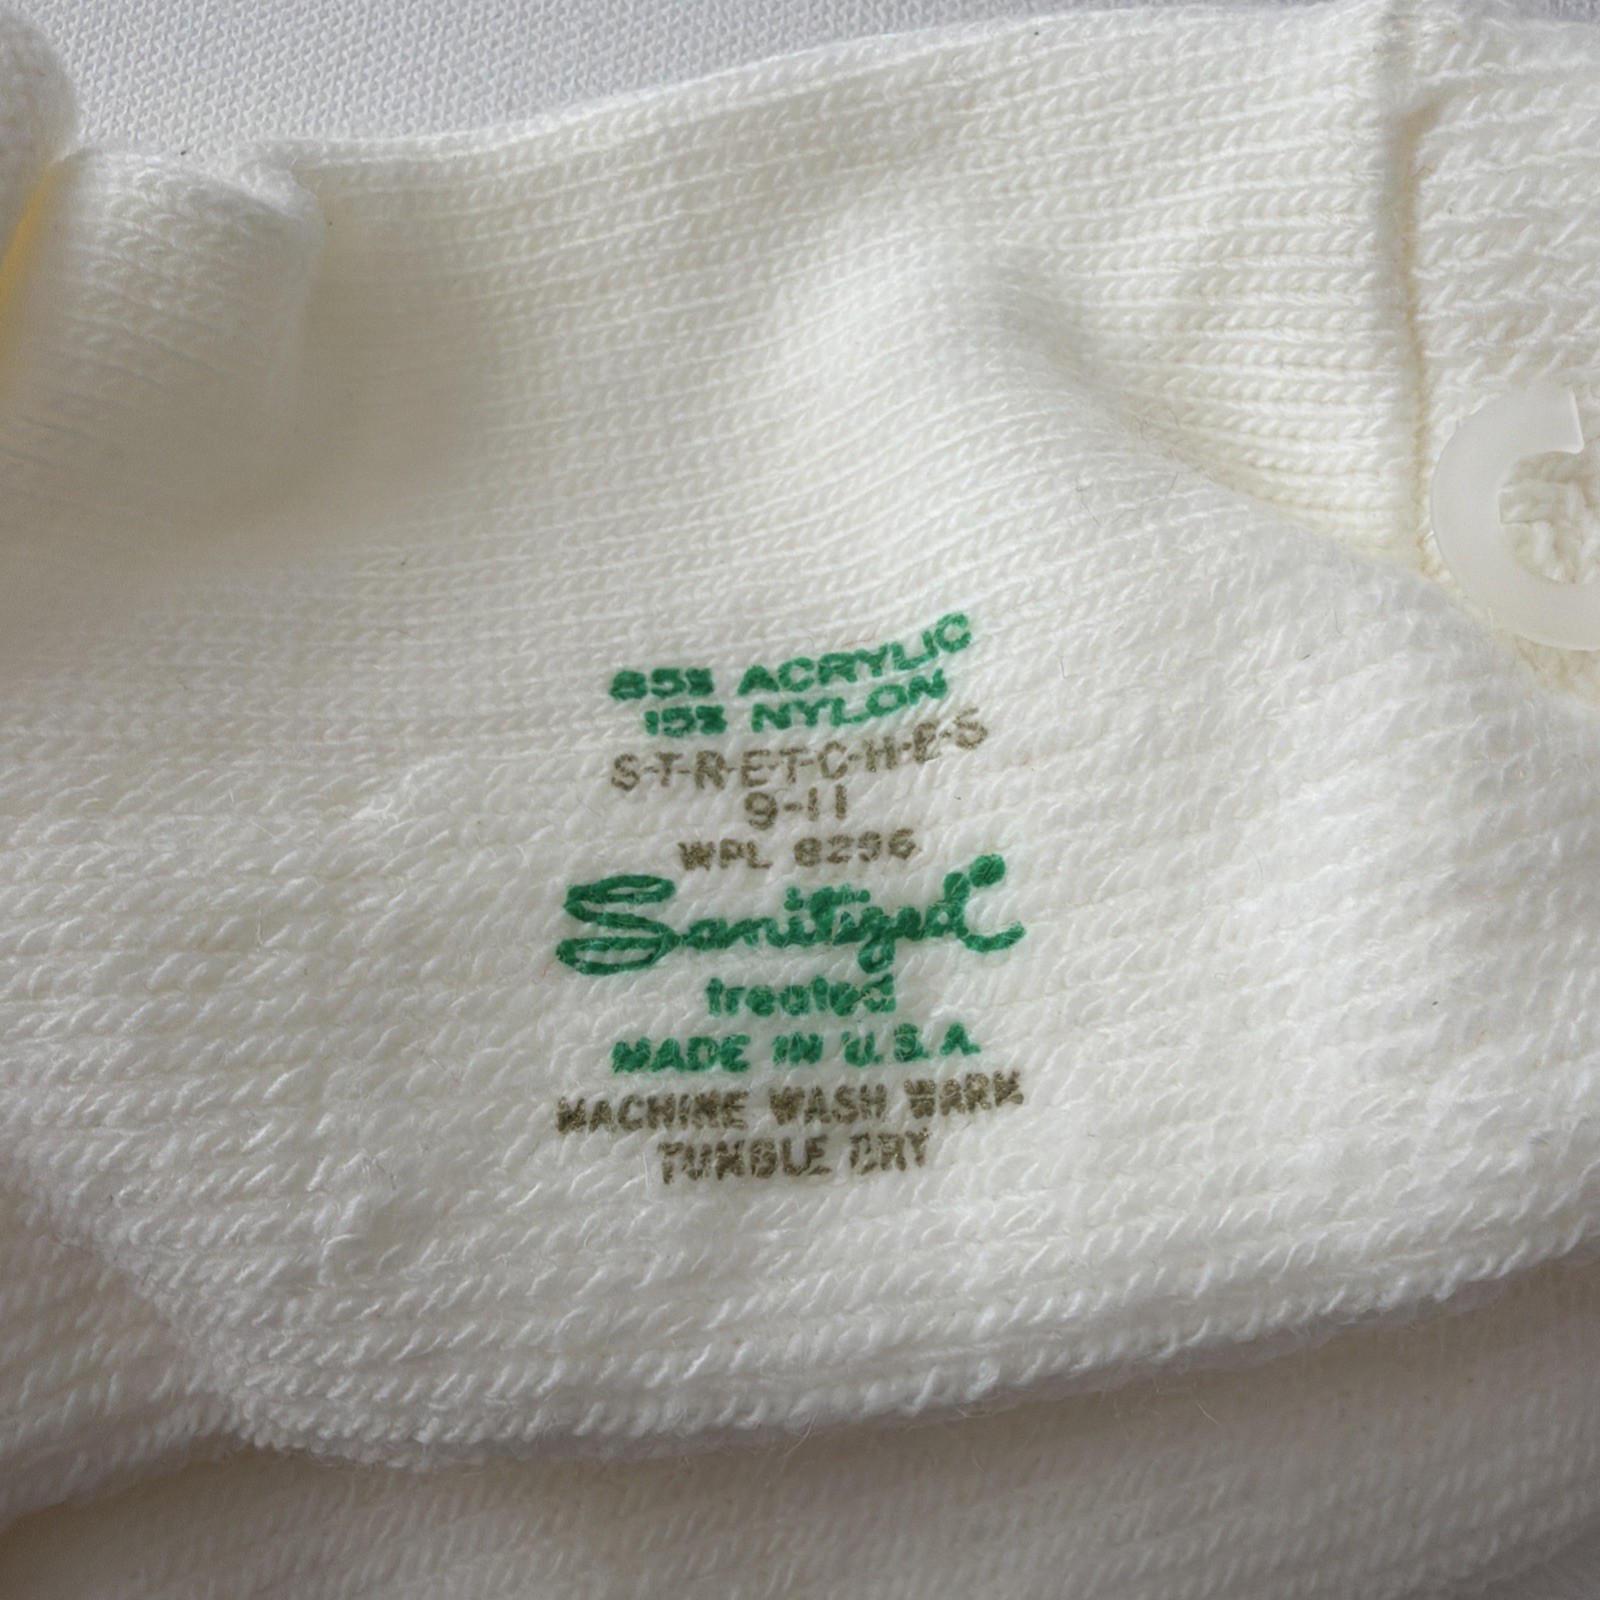 85% ACRYLIC
15% NYLON
S-T-R-E-T-C-H-E-S
9-11
WPL 8296
Sanitized
treated
MADE IN U.S.A.
MACHINE WASH WARM
TUMBLE DRY